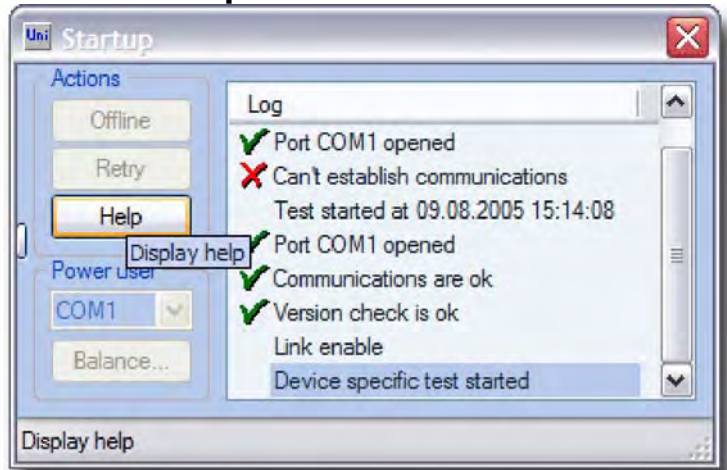 Uni Startup
Actions
Offline
Retry
Help
Display help
Power user
COM1
Balance...
Log
Port COM1 opened
Can't establish communications
Test started at 09.08.2005 15:14:08
Port COM1 opened
Communications are ok
Version check is ok
Link enable
Device specific test started
Display help